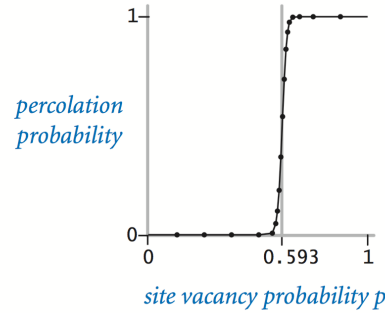 1
percolation
probability
0
0 0.593 1
site vacancy probability p